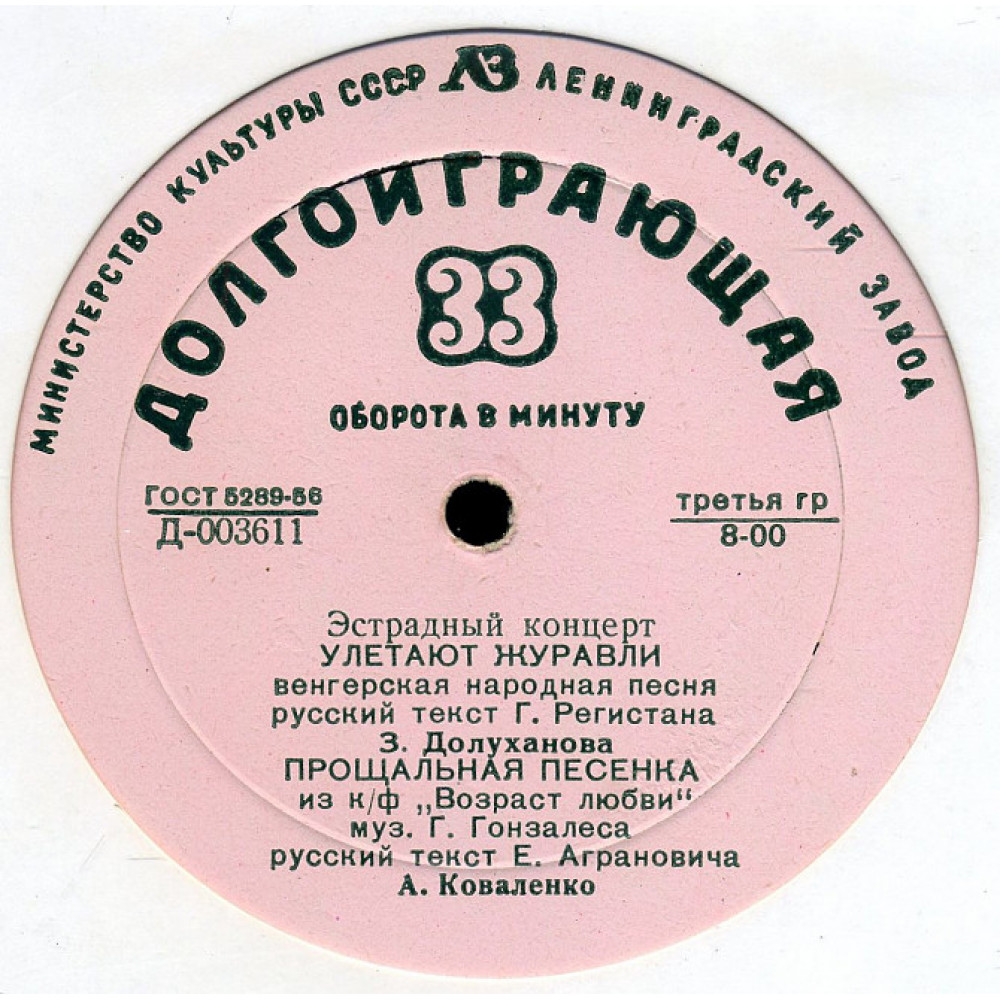 МИНИСТЕРСТВО КУЛЬТУРЫ СССР ЛЗ ЛЕНИНГРАДСКИЙ ЗАВОД
ДОЛГОИГРАЮЩАЯ
33
ОБОРОТА В МИНУТУ
ГОСТ 5289-56
Д-003611
третья гр
8-00
Эстрадный концерт
УЛЕТАЮТ ЖУРАВЛИ
венгерская народная песня
русский текст Г. Регистана
З. Долуханова
ПРОЩАЛЬНАЯ ПЕСЕНКА
из к/ф „Возраст любви“
муз. Г. Гонзалеса
русский текст Е. Аграновича
А. Коваленко